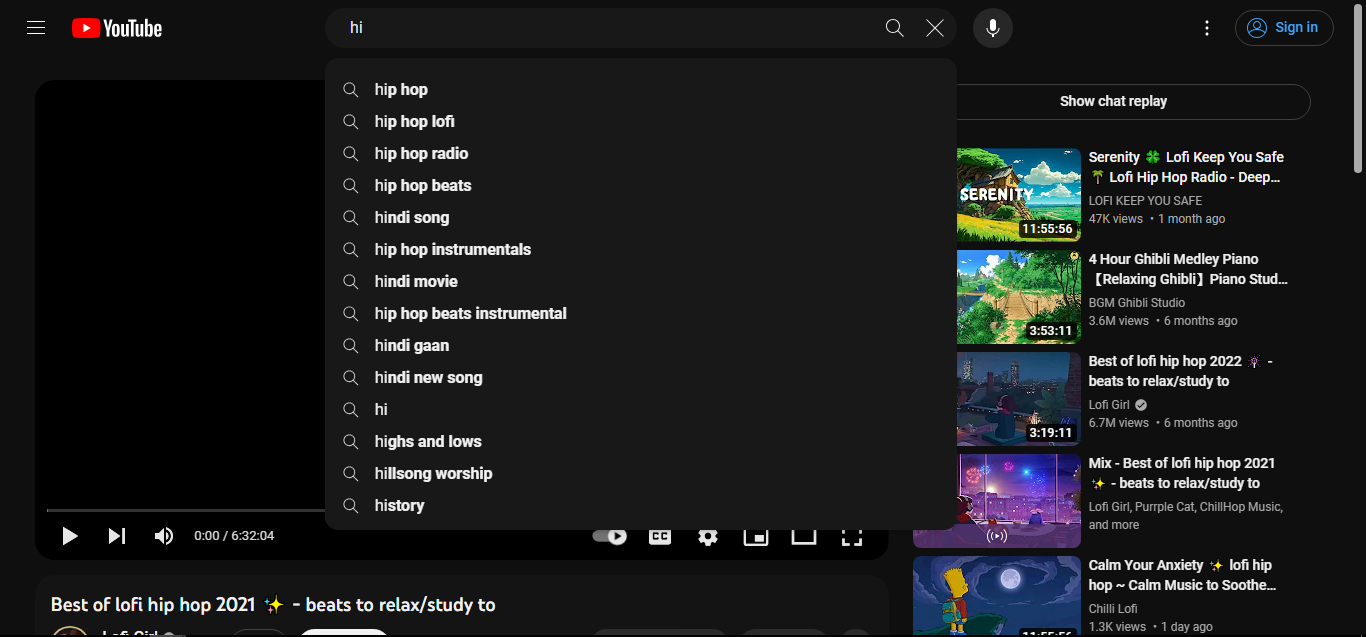 YouTube
hi
Sign in
hip hop
hip hop lofi
hip hop radio
hip hop beats
hindi song
hip hop instrumentals
hindi movie
hip hop beats instrumental
hindi gaan
hindi new song
hi
highs and lows
hillsong worship
history
0:00 / 6:32:04
CC
Best of lofi hip hop 2021 ✨ - beats to relax/study to
Lofi Girl
Show chat replay
SERENITY
11:55:56
Serenity 🍀 Lofi Keep You Safe
🌴 Lofi Hip Hop Radio - Deep...
LOFI KEEP YOU SAFE
47K views • 1 month ago
3:53:11
4 Hour Ghibli Medley Piano
【Relaxing Ghibli】Piano Stud...
BGM Ghibli Studio
3.6M views • 6 months ago
3:19:11
Best of lofi hip hop 2022 🎇 -
beats to relax/study to
Lofi Girl
6.7M views • 6 months ago
Mix - Best of lofi hip hop 2021
✨ - beats to relax/study to
Lofi Girl, Purrple Cat, ChillHop Music,
and more
11:55:56
Calm Your Anxiety ✨ lofi hip
hop ~ Calm Music to Soothe...
Chilli Lofi
1.3K views • 1 day ago